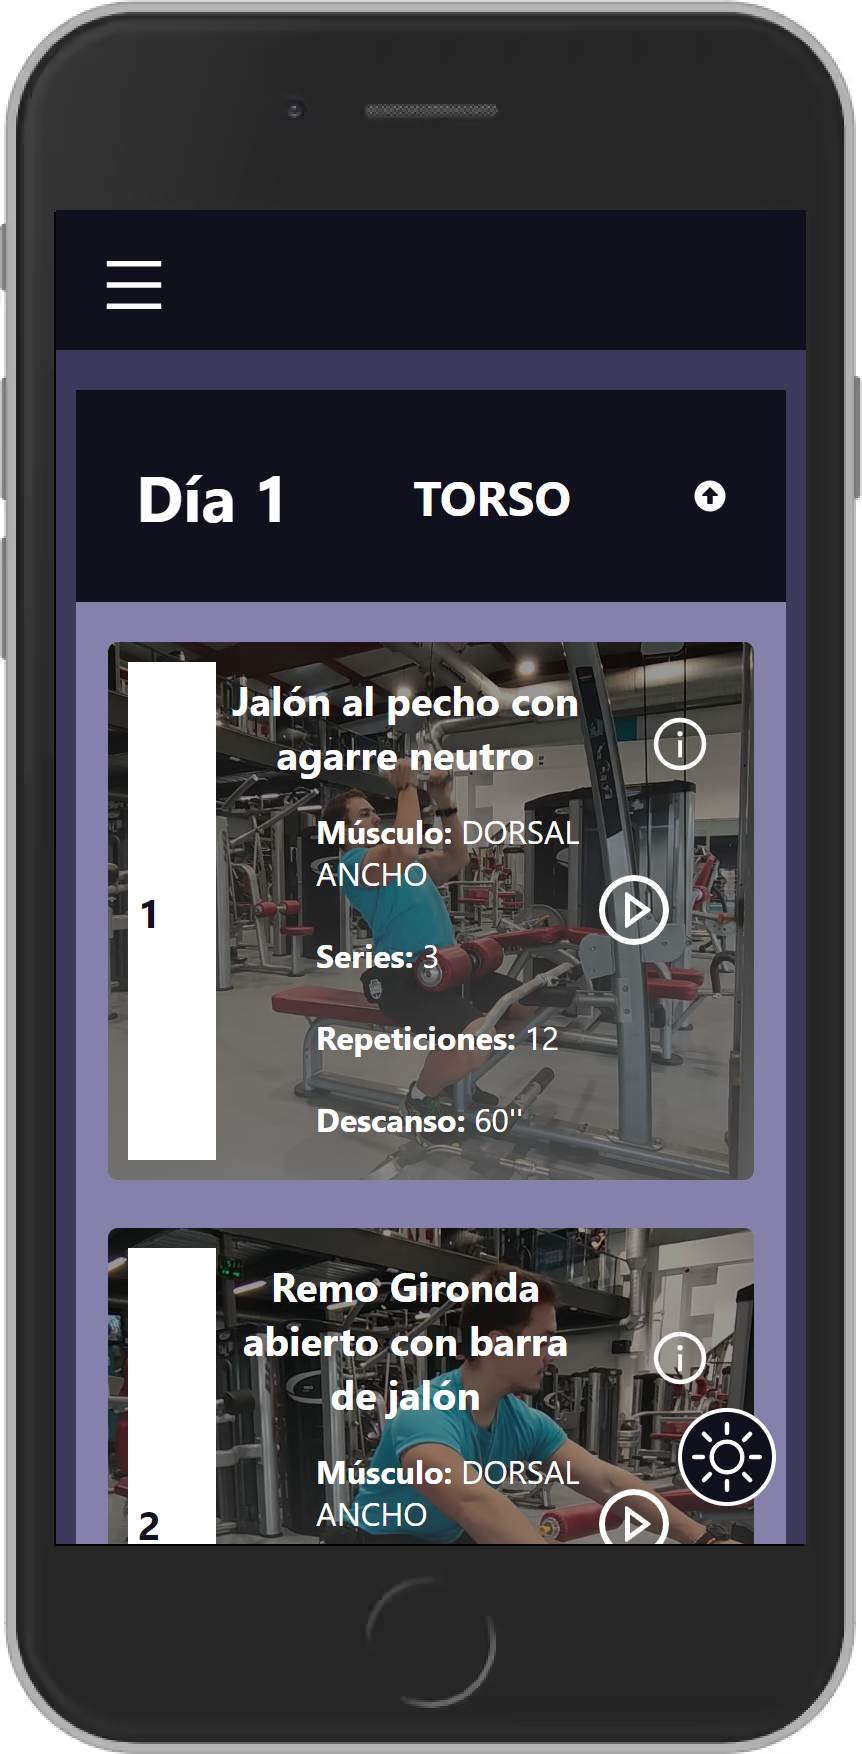 Día 1
TORSO
Jalón al pecho con
agarre neutro
1
Músculo: DORSAL
ANCHO
Series: 3
Repeticiones: 12
Descanso: 60''
Remo Gironda
abierto con barra
de jalón
2
Músculo: DORSAL
ANCHO